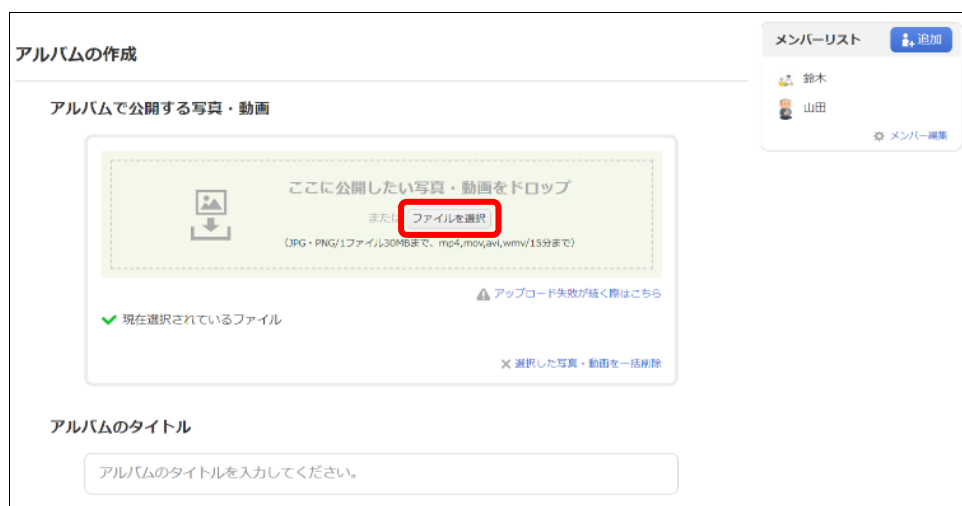 アルバムの作成
アルバムで公開する写真・動画
ここに公開したい写真・動画をドロップ
または ファイルを選択
(JPG・PNG/1ファイル30MBまで、mp4,mov,avi,wmv/15分まで)
アップロード失敗が続く際はこちら
現在選択されているファイル
選択した写真・動画を一括削除
アルバムのタイトル
アルバムのタイトルを入力してください。
メンバーリスト 追加
鈴木
山田
メンバー編集